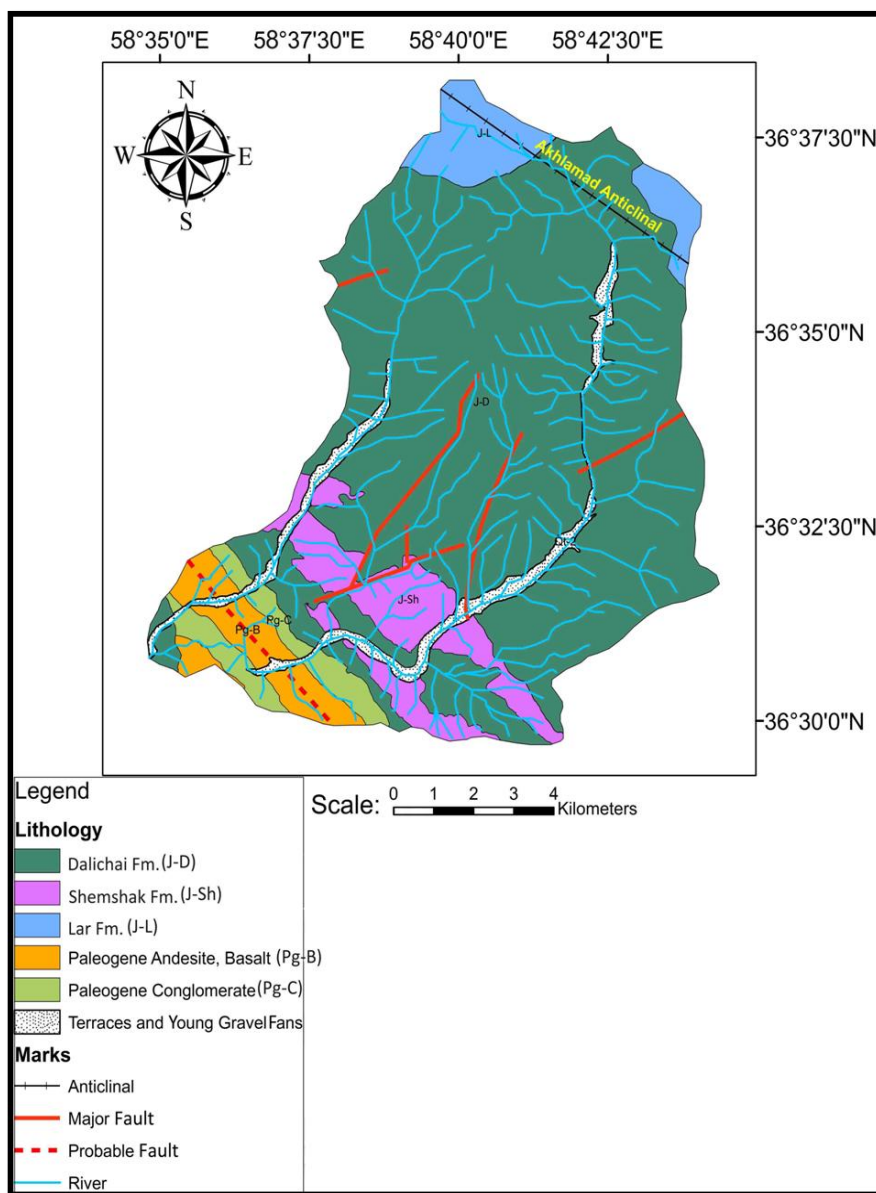 58°35'0"E 58°37'30"E 58°40'0"E 58°42'30"E
N
W E
S
36°37'30"N
J-L
Akhlamad Anticlinal
36°35'0"N
J-D
36°32'30"N
J-Sh
Pg-B Pg-C
36°30'0"N
Legend
Scale: 0 1 2 3 4 Kilometers
Lithology
Dalichai Fm. (J-D)
Shemshak Fm. (J-Sh)
Lar Fm. (J-L)
Paleogene Andesite, Basalt (Pg-B)
Paleogene Conglomerate (Pg-C)
Terraces and Young Gravel Fans
Marks
Anticlinal
Major Fault
Probable Fault
River